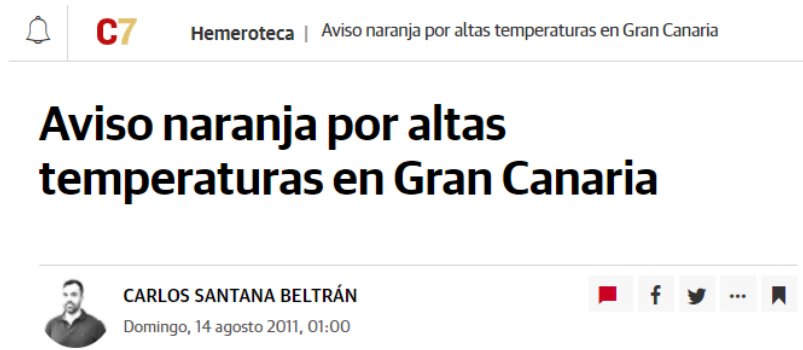 C7 Hemeroteca | Aviso naranja por altas temperaturas en Gran Canaria
Aviso naranja por altas
temperaturas en Gran Canaria
CARLOS SANTANA BELTRÁN
Domingo, 14 agosto 2011, 01:00